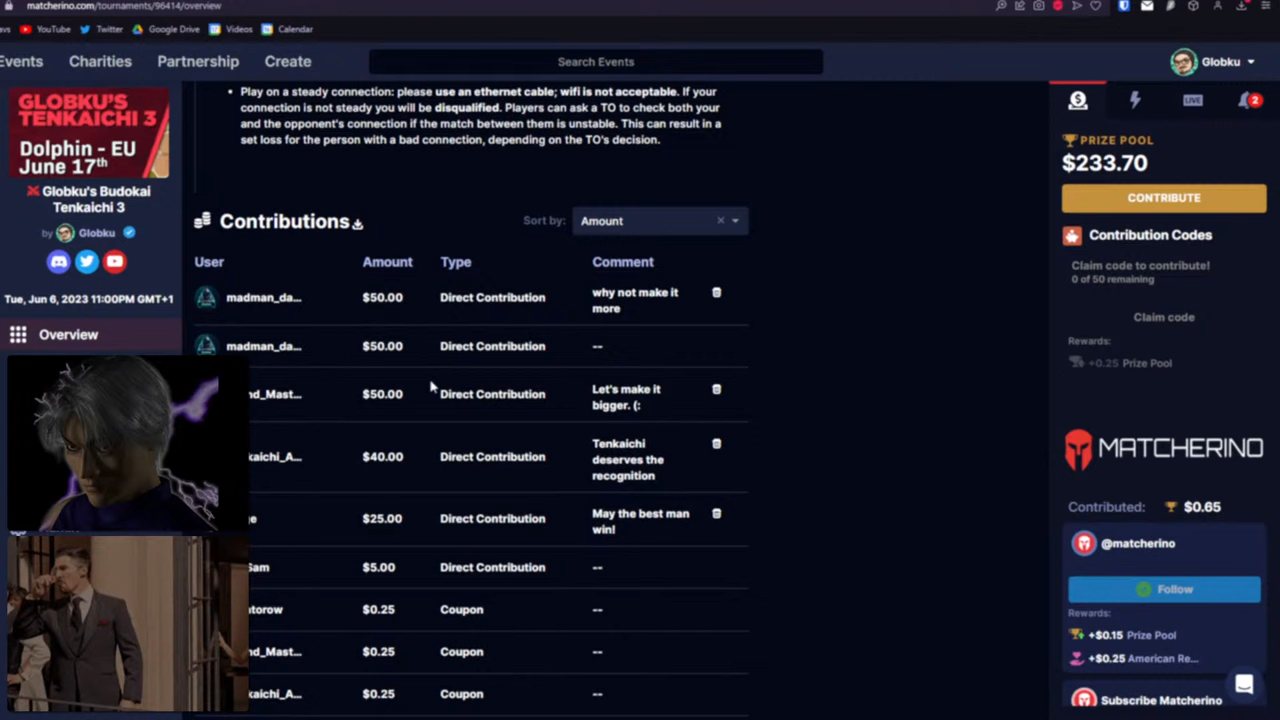 matcherino.com/tournaments/96414/overview
YouTube Twitter Google Drive Videos Calendar
Events Charities Partnership Create Search Events Globku
GLOBKU'S
TENKAICHI 3
Dolphin - EU
June 17th
Globku's Budokai
Tenkaichi 3
by Globku
Tue, Jun 6, 2023 11:00PM GMT+1
Overview
Play on a steady connection: please use an ethernet cable; wifi is not acceptable. If your
connection is not steady you will be disqualified. Players can ask a TO to check both your
and the opponent's connection if the match between them is unstable. This can result in a
set loss for the person with a bad connection, depending on the TO's decision.
Contributions Sort by: Amount
User Amount Type Comment
madman_da... $50.00 Direct Contribution why not make it
more
madman_da... $50.00 Direct Contribution --
nd_Mast... $50.00 Direct Contribution Let's make it
bigger. (:
kaichi_A... $40.00 Direct Contribution Tenkaichi
deserves the
recognition
$25.00 Direct Contribution May the best man
win!
Sam $5.00 Direct Contribution --
torow $0.25 Coupon --
nd_Mast... $0.25 Coupon --
kaichi_A... $0.25 Coupon --
LIVE 2
PRIZE POOL
$233.70
CONTRIBUTE
Contribution Codes
Claim code to contribute!
0 of 50 remaining
Claim code
Rewards:
+0.25 Prize Pool
MATCHERINO
Contributed: $0.65
@matcherino
Follow
Rewards:
+$0.15 Prize Pool
+$0.25 American Re...
Subscribe Matcherino